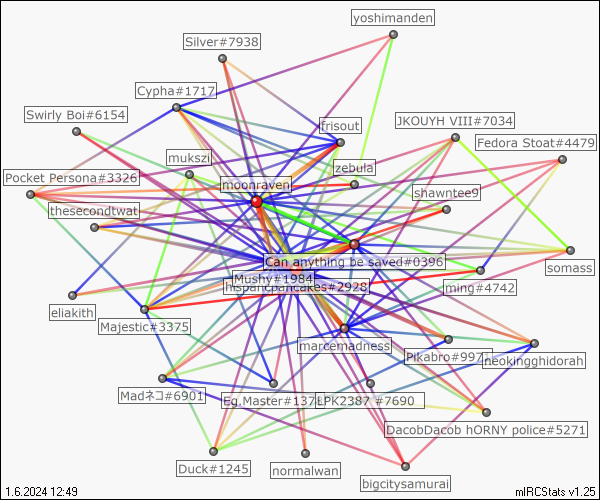 yoshimanden
Silver#7938
Cypha#1717
Swirly Boi#6154
frisout
JKOUYH VIII#7034
Fedora Stoat#4479
mukszi
zebula
Pocket Persona#3326
moonraven
shawntee9
thesecondtwat
Can anything be saved#0396
somass
Mushy#1984
hispanicpancakes#2928
ming#4742
eliakith
Majestic#3375
marcemadness
Pikabro#997
neokingghidorah
Madネコ#6901
Eg.Master#137
LPK2387 #7690
DacobDacob hORNY police#5271
Duck#1245
normalwan
bigcitysamurai
1.6.2024 12:49
mIRCStats v1.25